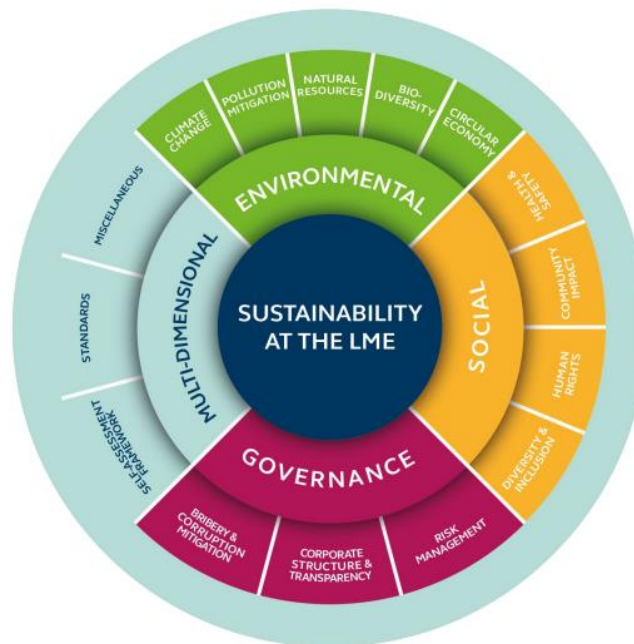 SUSTAINABILITY
AT THE LME
ENVIRONMENTAL
CLIMATE
CHANGE
POLLUTION
MITIGATION
NATURAL
RESOURCES
BIO-
DIVERSITY
CIRCULAR
ECONOMY
SOCIAL
HEALTH &
SAFETY
COMMUNITY
IMPACT
HUMAN
RIGHTS
DIVERSITY &
INCLUSION
GOVERNANCE
RISK
MANAGEMENT
CORPORATE
STRUCTURE &
TRANSPARENCY
BRIBERY &
CORRUPTION
MITIGATION
MULTI-DIMENSIONAL
SELF-ASSESSMENT
FRAMEWORK
STANDARDS
MISCELLANEOUS